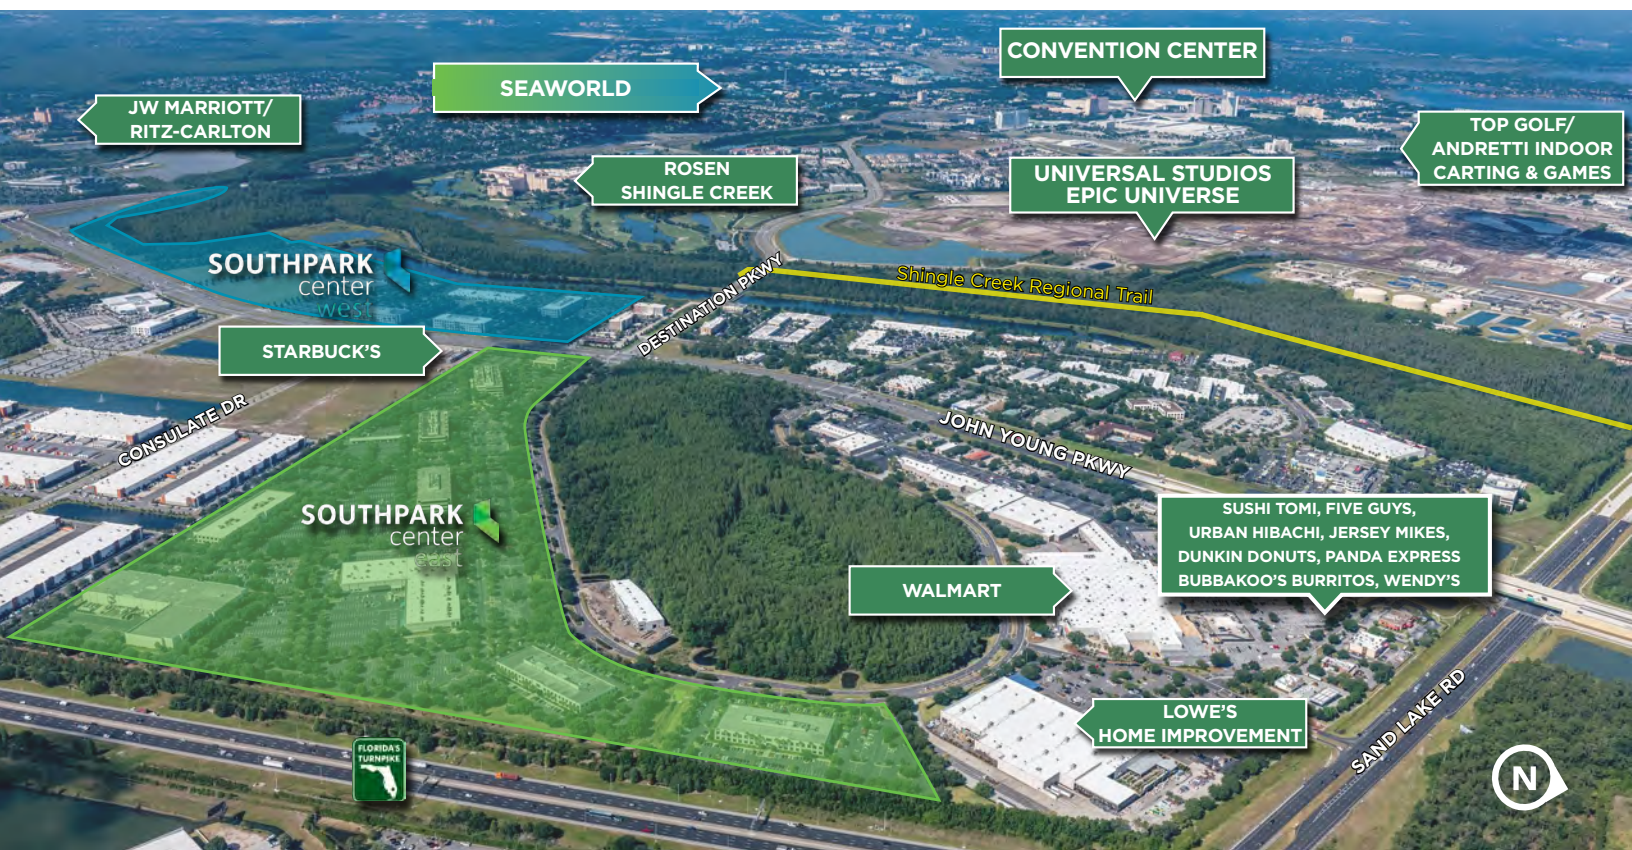 CONVENTION CENTER
SEAWORLD
JW MARRIOTT/
RITZ-CARLTON
TOP GOLF/
ANDRETTI INDOOR
CARTING & GAMES
ROSEN
SHINGLE CREEK
UNIVERSAL STUDIOS
EPIC UNIVERSE
SOUTHPARK
center
west
DESTINATION PKWY
Shingle Creek Regional Trail
STARBUCK'S
CONSULATE DR
JOHN YOUNG PKWY
SOUTHPARK
center
east
SUSHI TOMI, FIVE GUYS,
URBAN HIBACHI, JERSEY MIKES,
DUNKIN DONUTS, PANDA EXPRESS
BUBBAKOO'S BURRITOS, WENDY'S
WALMART
LOWE'S
HOME IMPROVEMENT
SAND LAKE RD
FLORIDA'S
TURNPIKE
N